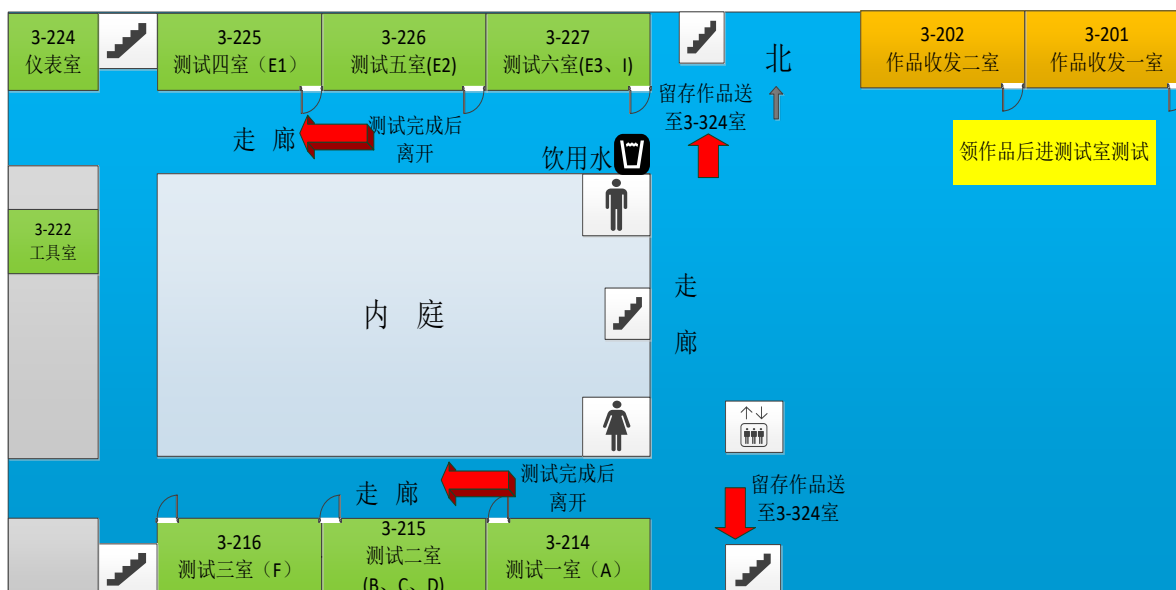 3-224
仪表室
3-225
测试四室（E1）
3-226
测试五室(E2)
3-227
测试六室(E3、I)
北
3-202
作品收发二室
3-201
作品收发一室
留存作品送
至3-324室
走 廊
测试完成后
离开
饮用水
领作品后进测试室测试
3-222
工具室
内 庭
走
廊
走 廊
测试完成后
离开
留存作品送
至3-324室
3-216
测试三室（F）
3-215
测试二室
(B、C、D)
3-214
测试一室（A）